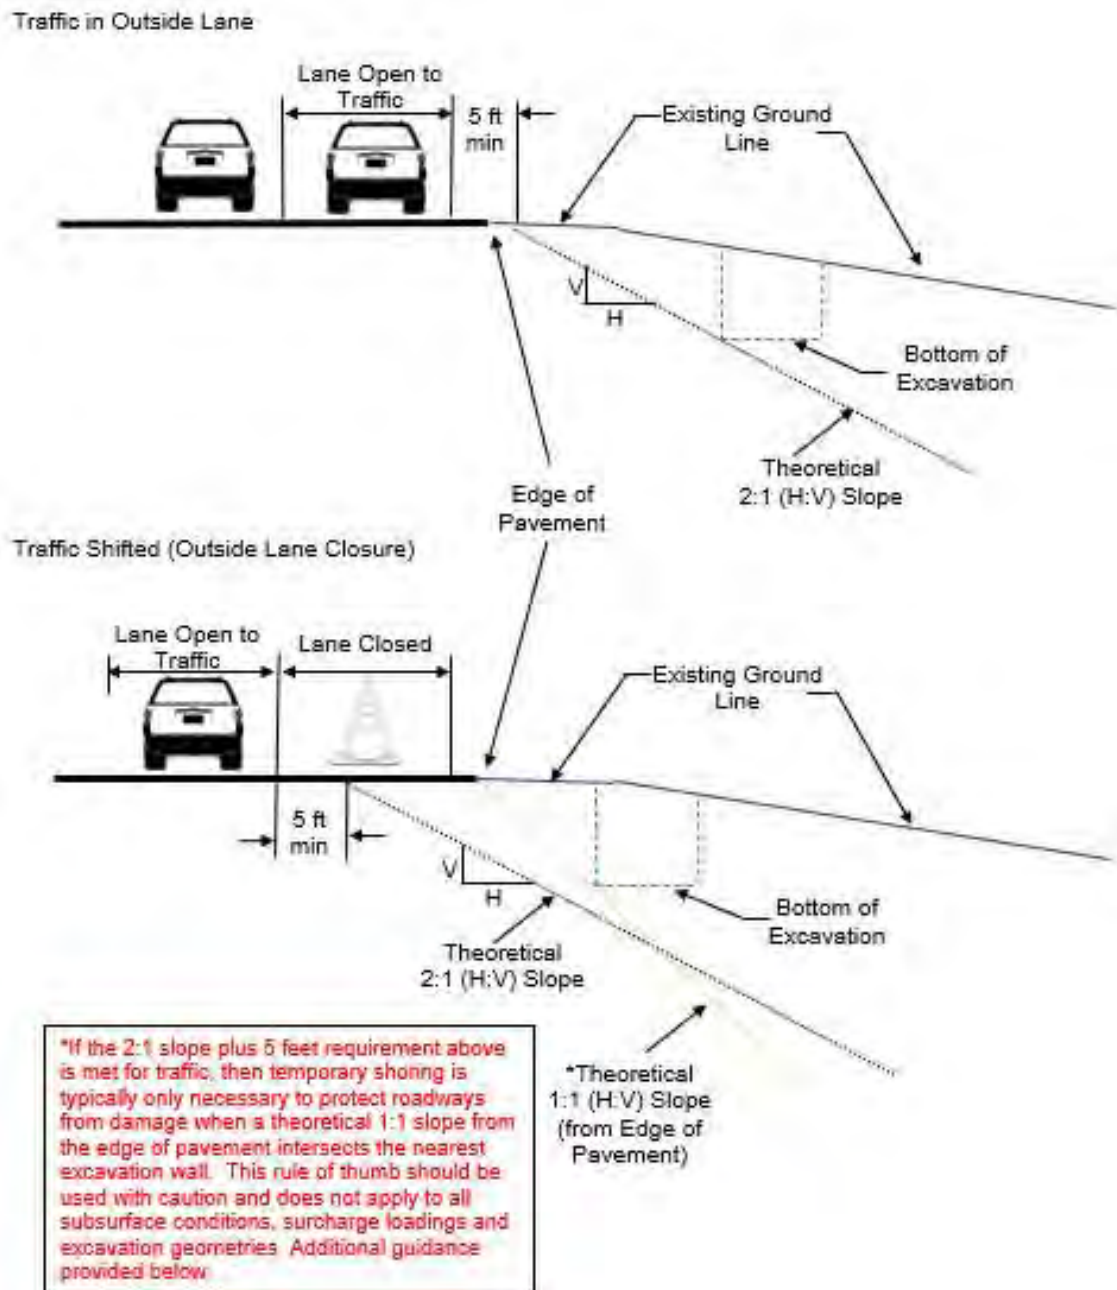 Traffic in Outside Lane
Lane Open to
Traffic
5 ft
min
Existing Ground
Line
V
H
Bottom of
Excavation
Theoretical
2:1 (H:V) Slope
Edge of
Pavement
Traffic Shifted (Outside Lane Closure)
Lane Open to
Traffic
Lane Closed
Existing Ground
Line
5 ft
min
V
H
Bottom of
Excavation
Theoretical
2:1 (H:V) Slope
*Theoretical
1:1 (H:V) Slope
(from Edge of
Pavement)
*If the 2:1 slope plus 5 feet requirement above
is met for traffic, then temporary shoring is
typically only necessary to protect roadways
from damage when a theoretical 1:1 slope from
the edge of pavement intersects the nearest
excavation wall. This rule of thumb should be
used with caution and does not apply to all
subsurface conditions, surcharge loadings and
excavation geometries. Additional guidance
provided below.